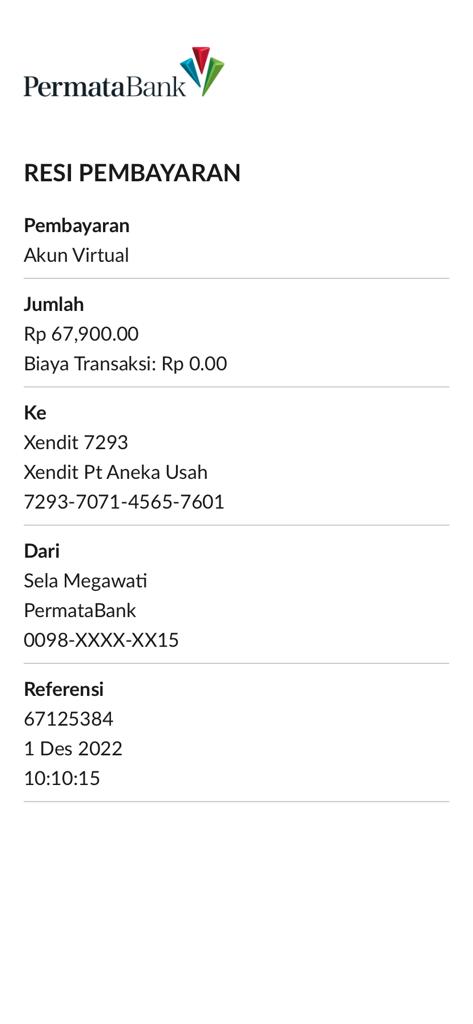 PermataBank
RESI PEMBAYARAN
Pembayaran
Akun Virtual
Jumlah
Rp 67,900.00
Biaya Transaksi: Rp 0.00
Ke
Xendit 7293
Xendit Pt Aneka Usah
7293-7071-4565-7601
Dari
Sela Megawati
PermataBank
0098-XXXX-XX15
Referensi
67125384
1 Des 2022
10:10:15